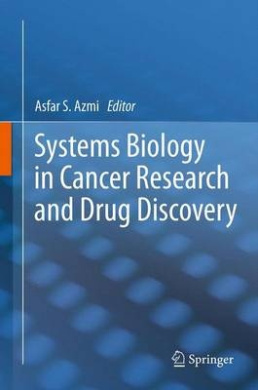 Asfar S. Azmi Editor
Systems Biology
in Cancer Research
and Drug Discovery
Springer